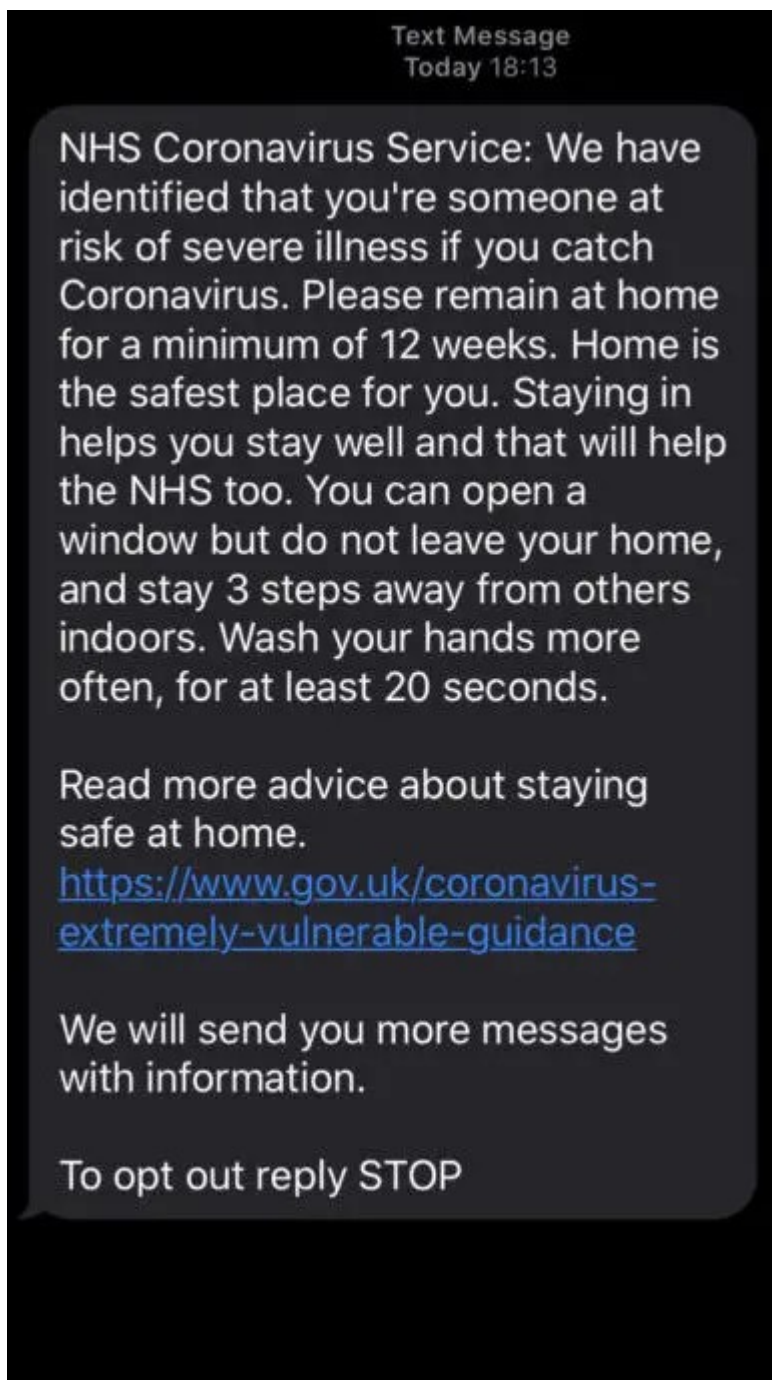 Text Message
Today 18:13
NHS Coronavirus Service: We have
identified that you're someone at
risk of severe illness if you catch
Coronavirus. Please remain at home
for a minimum of 12 weeks. Home is
the safest place for you. Staying in
helps you stay well and that will help
the NHS too. You can open a
window but do not leave your home,
and stay 3 steps away from others
indoors. Wash your hands more
often, for at least 20 seconds.
Read more advice about staying
safe at home.
https://www.gov.uk/coronavirus-
extremely-vulnerable-guidance
We will send you more messages
with information.
To opt out reply STOP